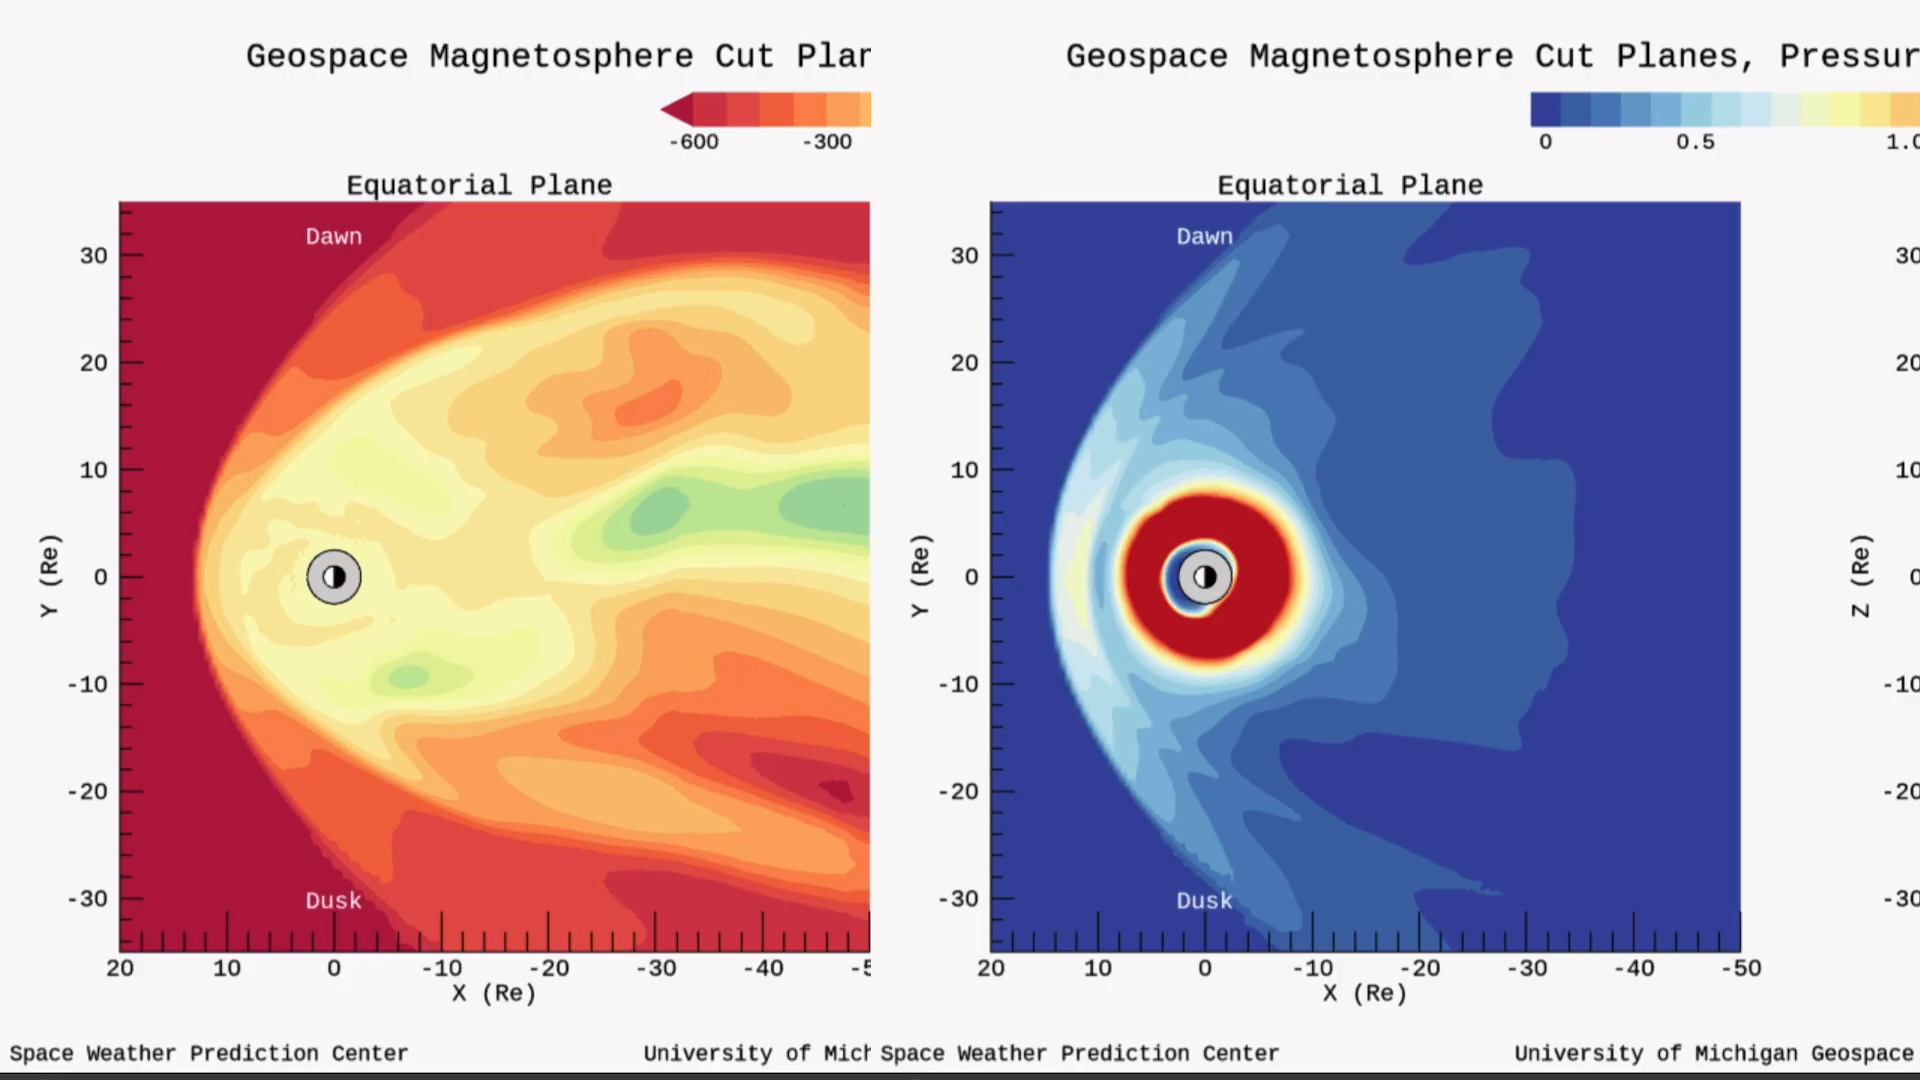 Geospace Magnetosphere Cut Plan
-600 -300
Equatorial Plane
Dawn
30
20
10
0
-10
-20
-30
Y (Re)
Dusk
20 10 0 -10 -20 -30 -40 -5
X (Re)
Space Weather Prediction Center University of Mich
Geospace Magnetosphere Cut Planes, Pressur
0 0.5 1.0
Equatorial Plane
Dawn
30
20
10
0
-10
-20
-30
Y (Re)
Dusk
20 10 0 -10 -20 -30 -40 -50
X (Re)
Z (Re)
30
20
10
0
-10
-20
-30
Space Weather Prediction Center University of Michigan Geospace